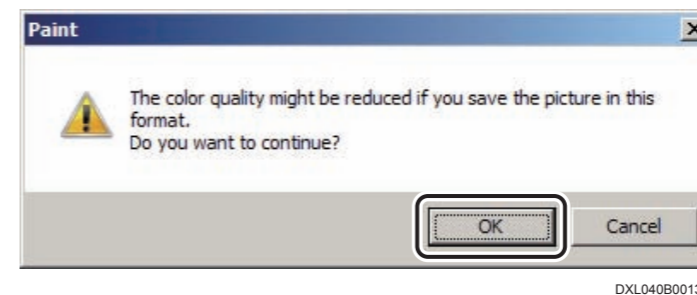 Paint
The color quality might be reduced if you save the picture in this
format.
Do you want to continue?
OK
Cancel
DXL040B0013